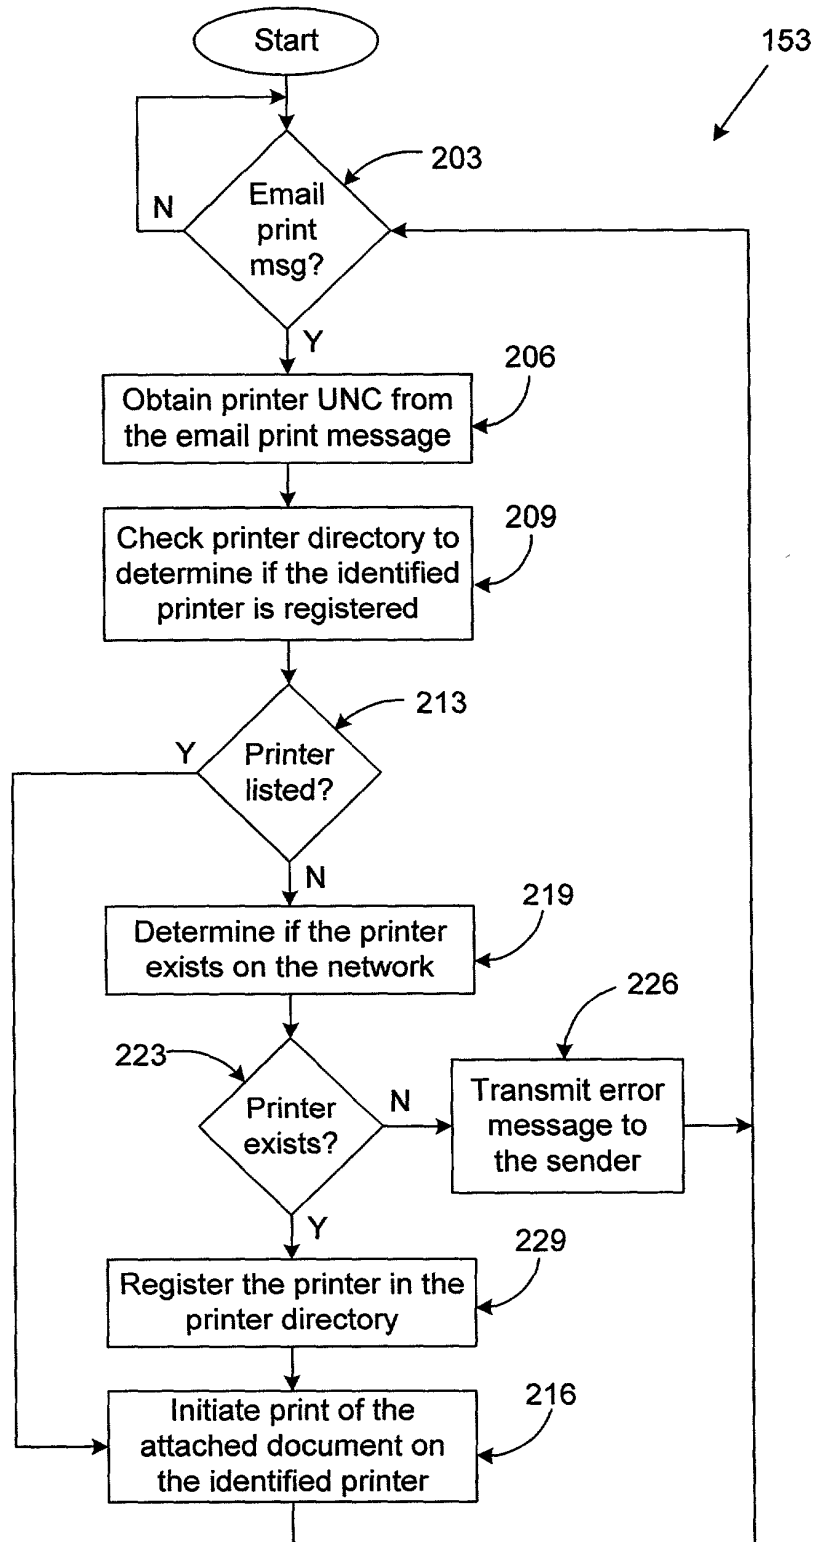 Start
153
203
Email
print
msg?
N
Y
206
Obtain printer UNC from
the email print message
209
Check printer directory to
determine if the identified
printer is registered
213
Y
Printer
listed?
N
219
Determine if the printer
exists on the network
226
223
Printer
exists?
N
Transmit error
message to
the sender
Y
229
Register the printer in the
printer directory
216
Initiate print of the
attached document on
the identified printer